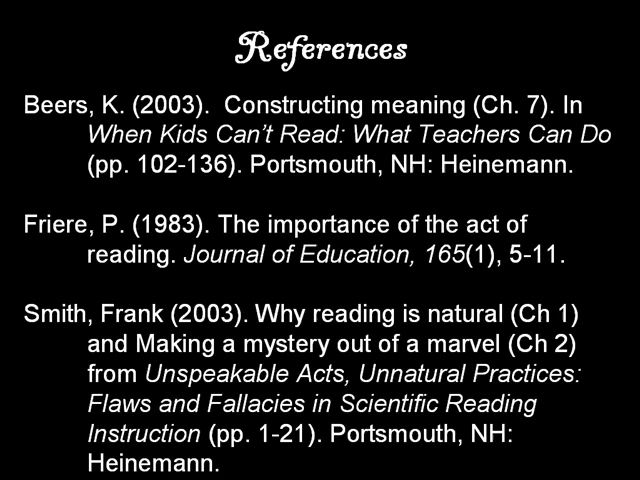 References
Beers, K. (2003).  Constructing meaning (Ch. 7). In
When Kids Can't Read: What Teachers Can Do
(pp. 102-136). Portsmouth, NH: Heinemann.
Friere, P. (1983). The importance of the act of
reading. Journal of Education, 165(1), 5-11.
Smith, Frank (2003). Why reading is natural (Ch 1)
and Making a mystery out of a marvel (Ch 2)
from Unspeakable Acts, Unnatural Practices:
Flaws and Fallacies in Scientific Reading
Instruction (pp. 1-21). Portsmouth, NH:
Heinemann.